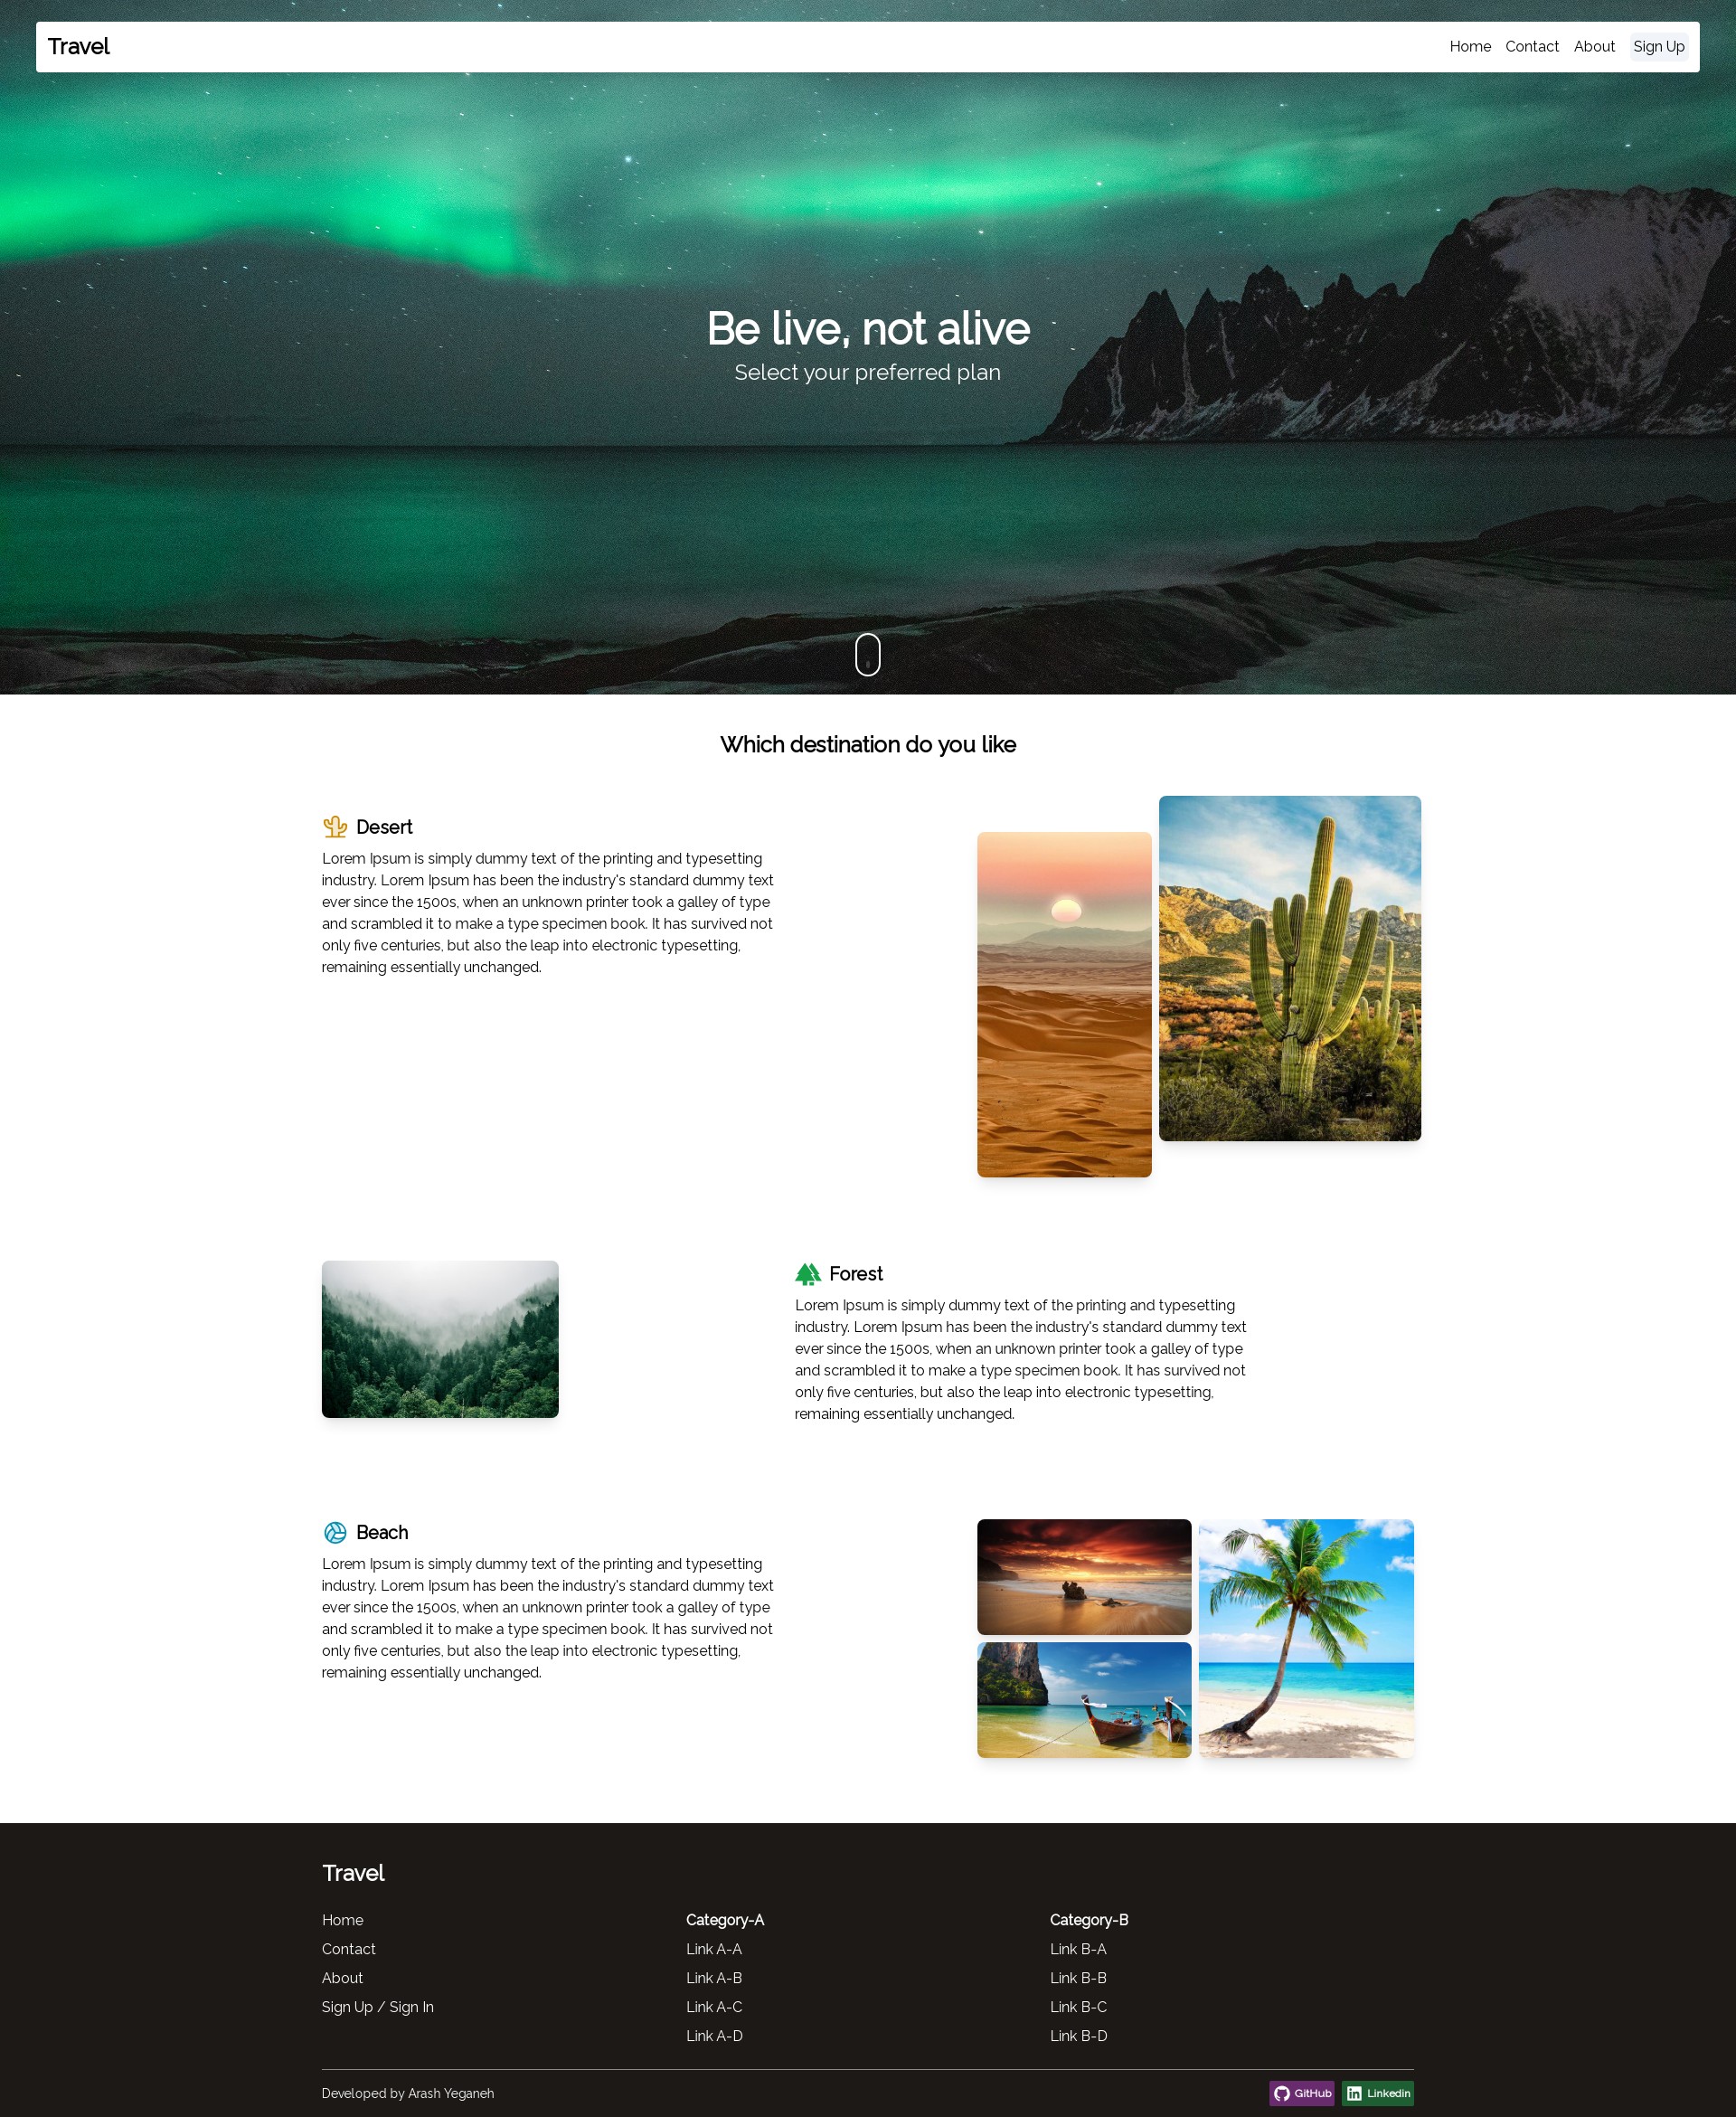 Travel
Home Contact About Sign Up
Be live, not alive
Select your preferred plan
Which destination do you like
Desert
Lorem Ipsum is simply dummy text of the printing and typesetting
industry. Lorem Ipsum has been the industry's standard dummy text
ever since the 1500s, when an unknown printer took a galley of type
and scrambled it to make a type specimen book. It has survived not
only five centuries, but also the leap into electronic typesetting,
remaining essentially unchanged.
Forest
Lorem Ipsum is simply dummy text of the printing and typesetting
industry. Lorem Ipsum has been the industry's standard dummy text
ever since the 1500s, when an unknown printer took a galley of type
and scrambled it to make a type specimen book. It has survived not
only five centuries, but also the leap into electronic typesetting,
remaining essentially unchanged.
Beach
Lorem Ipsum is simply dummy text of the printing and typesetting
industry. Lorem Ipsum has been the industry's standard dummy text
ever since the 1500s, when an unknown printer took a galley of type
and scrambled it to make a type specimen book. It has survived not
only five centuries, but also the leap into electronic typesetting,
remaining essentially unchanged.
Travel
Home
Contact
About
Sign Up / Sign In
Category-A
Link A-A
Link A-B
Link A-C
Link A-D
Category-B
Link B-A
Link B-B
Link B-C
Link B-D
Developed by Arash Yeganeh
GitHub Linkedin